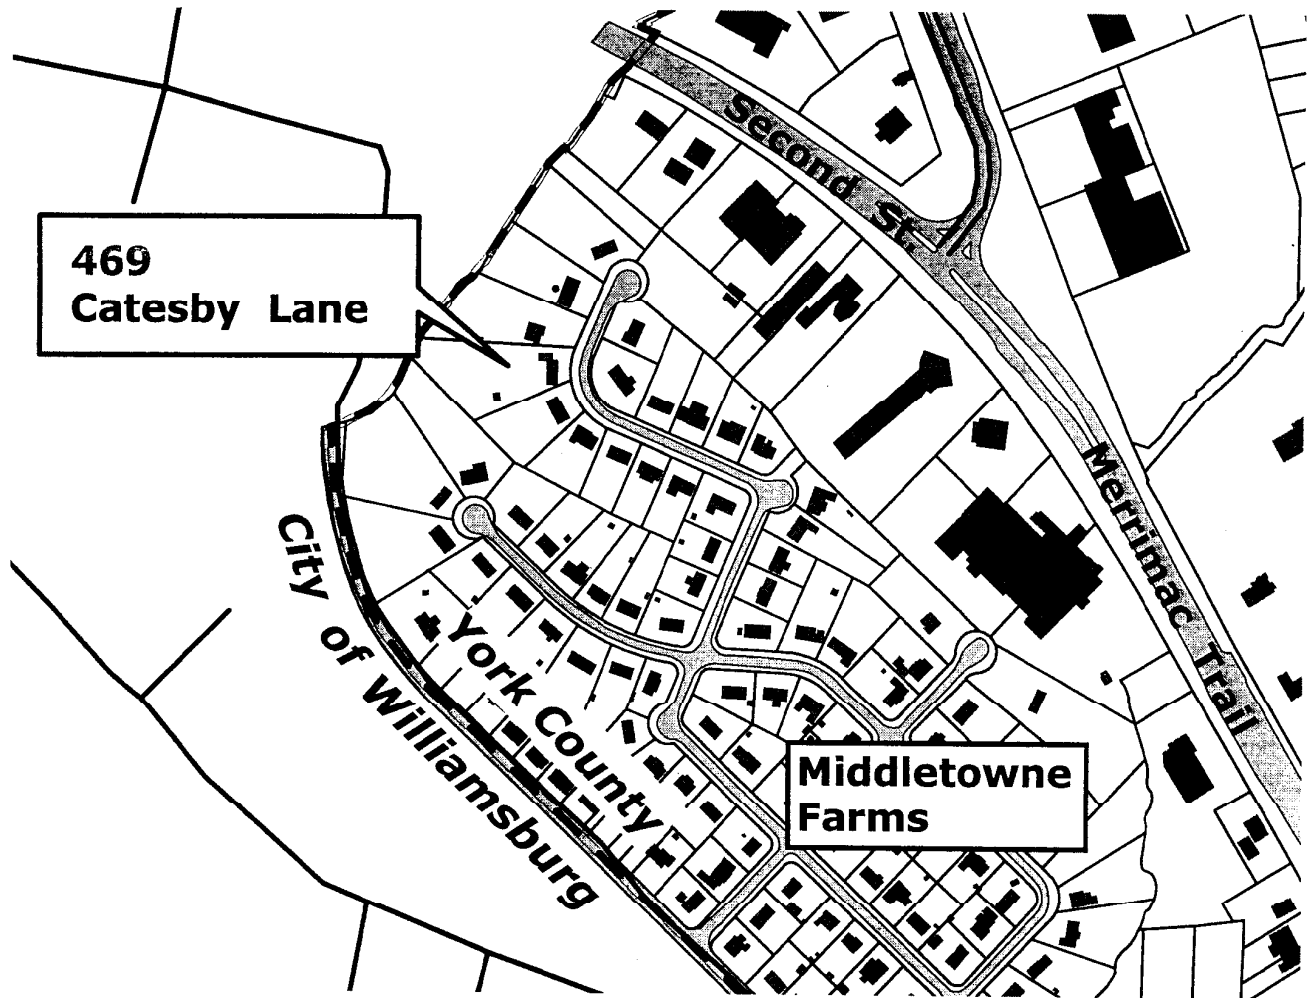 Second St.
469
Catesby Lane
Merrimac Trail
City of Williamsburg
York County
Middletowne
Farms